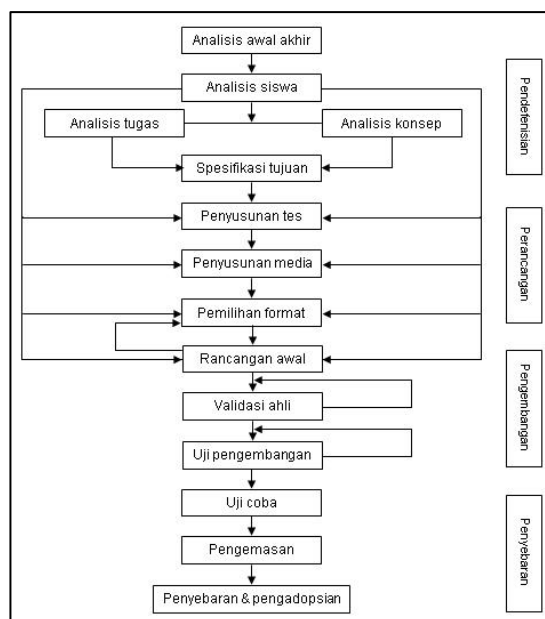 Analisis awal akhir
Analisis siswa
Analisis tugas
Analisis konsep
Spesifikasi tujuan
Penyusunan tes
Penyusunan media
Pemilihan format
Rancangan awal
Validasi ahli
Uji pengembangan
Uji coba
Pengemasan
Penyebaran & pengadopsian
Pendefenisian
Perancangan
Pengembangan
Penyebaran